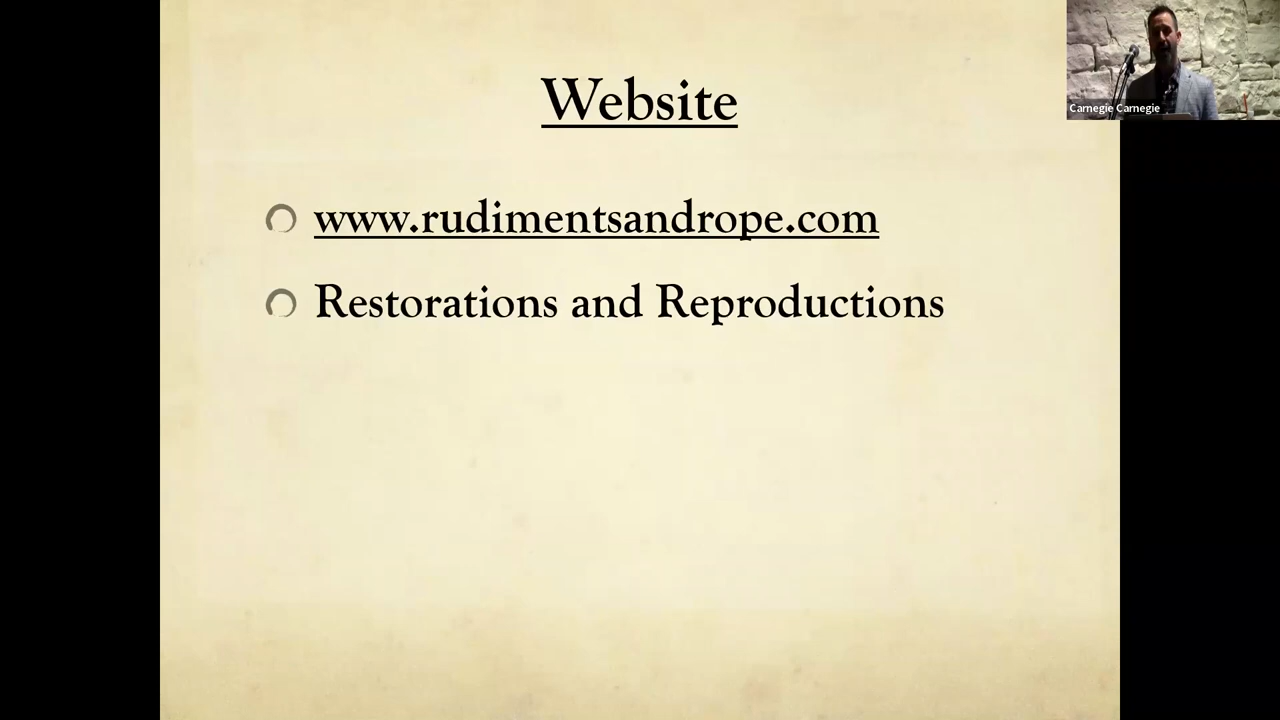 Website
www.rudimentsandrope.com
Restorations and Reproductions
Carnegie Carnegie